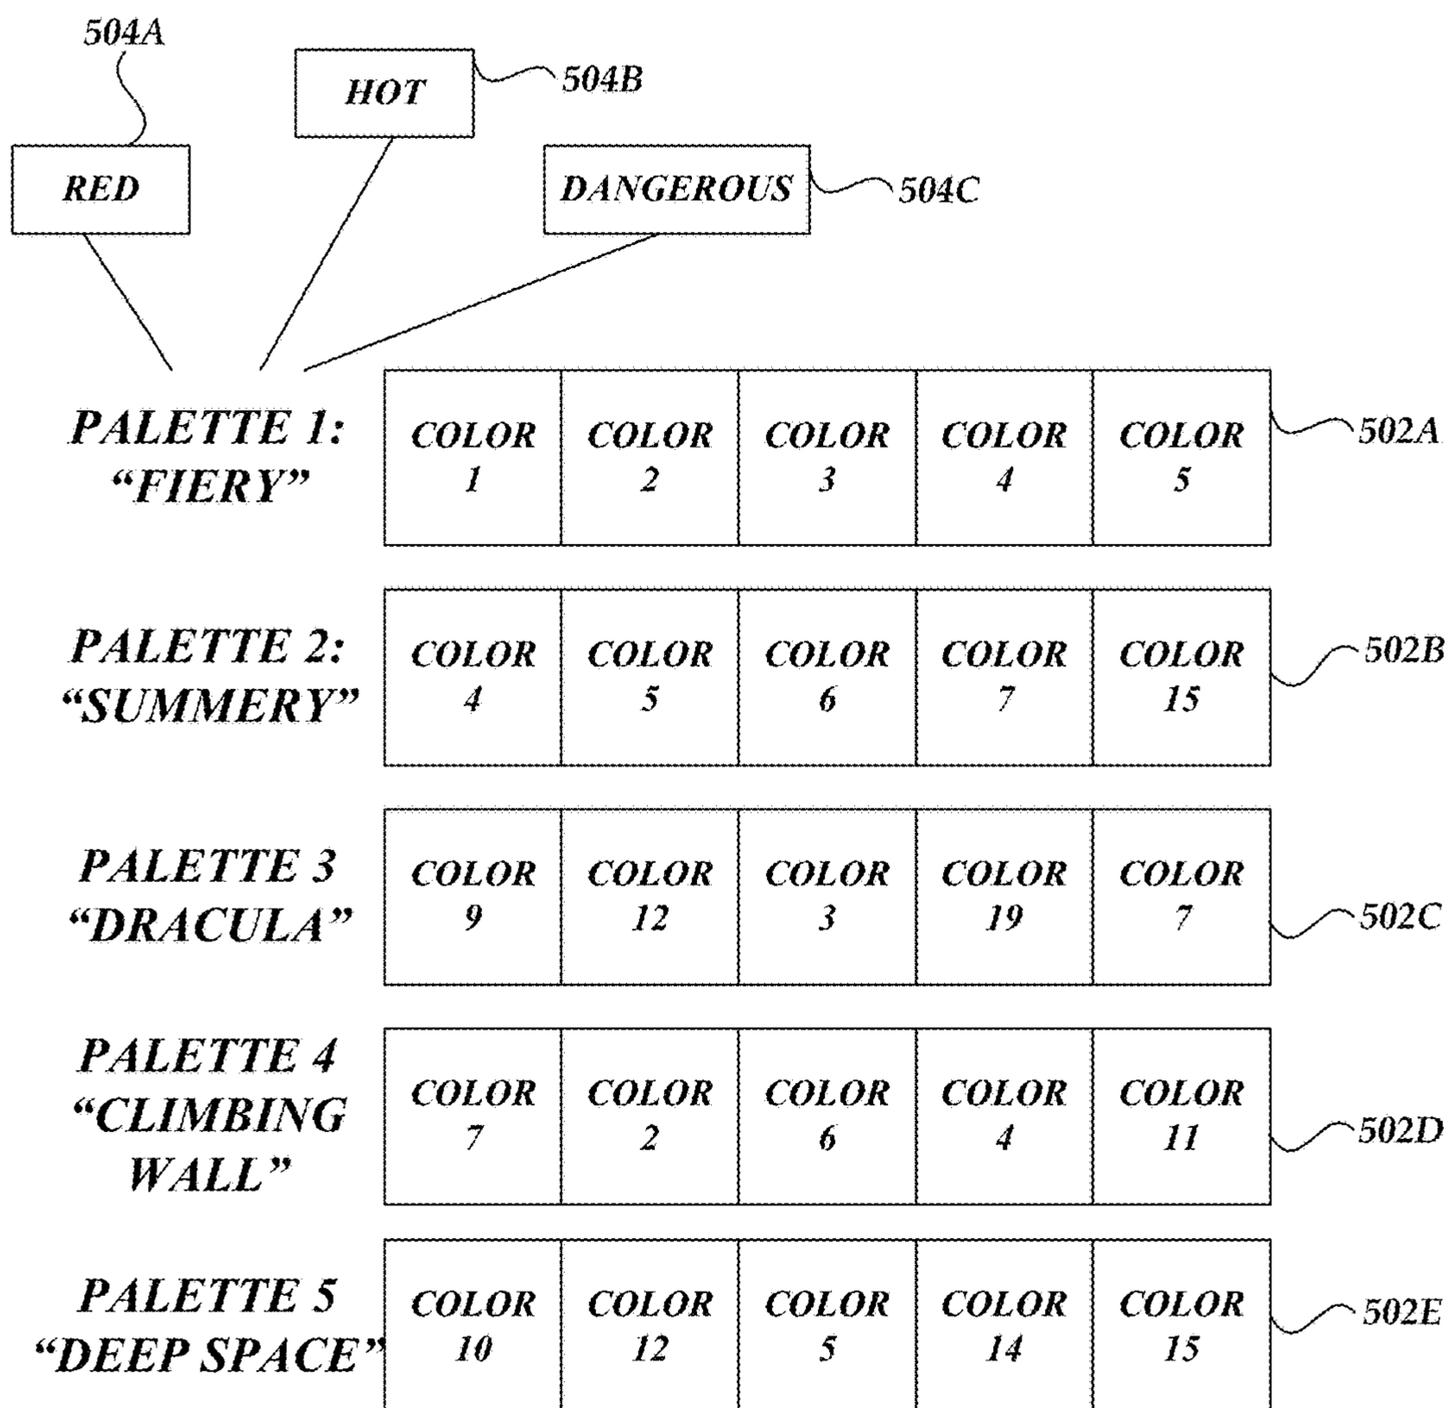 504A
HOT
504B
RED
DANGEROUS
504C
PALETTE 1:
“FIERY”
COLOR
1
COLOR
2
COLOR
3
COLOR
4
COLOR
5
502A
PALETTE 2:
“SUMMERY”
COLOR
4
COLOR
5
COLOR
6
COLOR
7
COLOR
15
502B
PALETTE 3
“DRACULA”
COLOR
9
COLOR
12
COLOR
3
COLOR
19
COLOR
7
502C
PALETTE 4
“CLIMBING
WALL”
COLOR
7
COLOR
2
COLOR
6
COLOR
4
COLOR
11
502D
PALETTE 5
“DEEP SPACE”
COLOR
10
COLOR
12
COLOR
5
COLOR
14
COLOR
15
502E